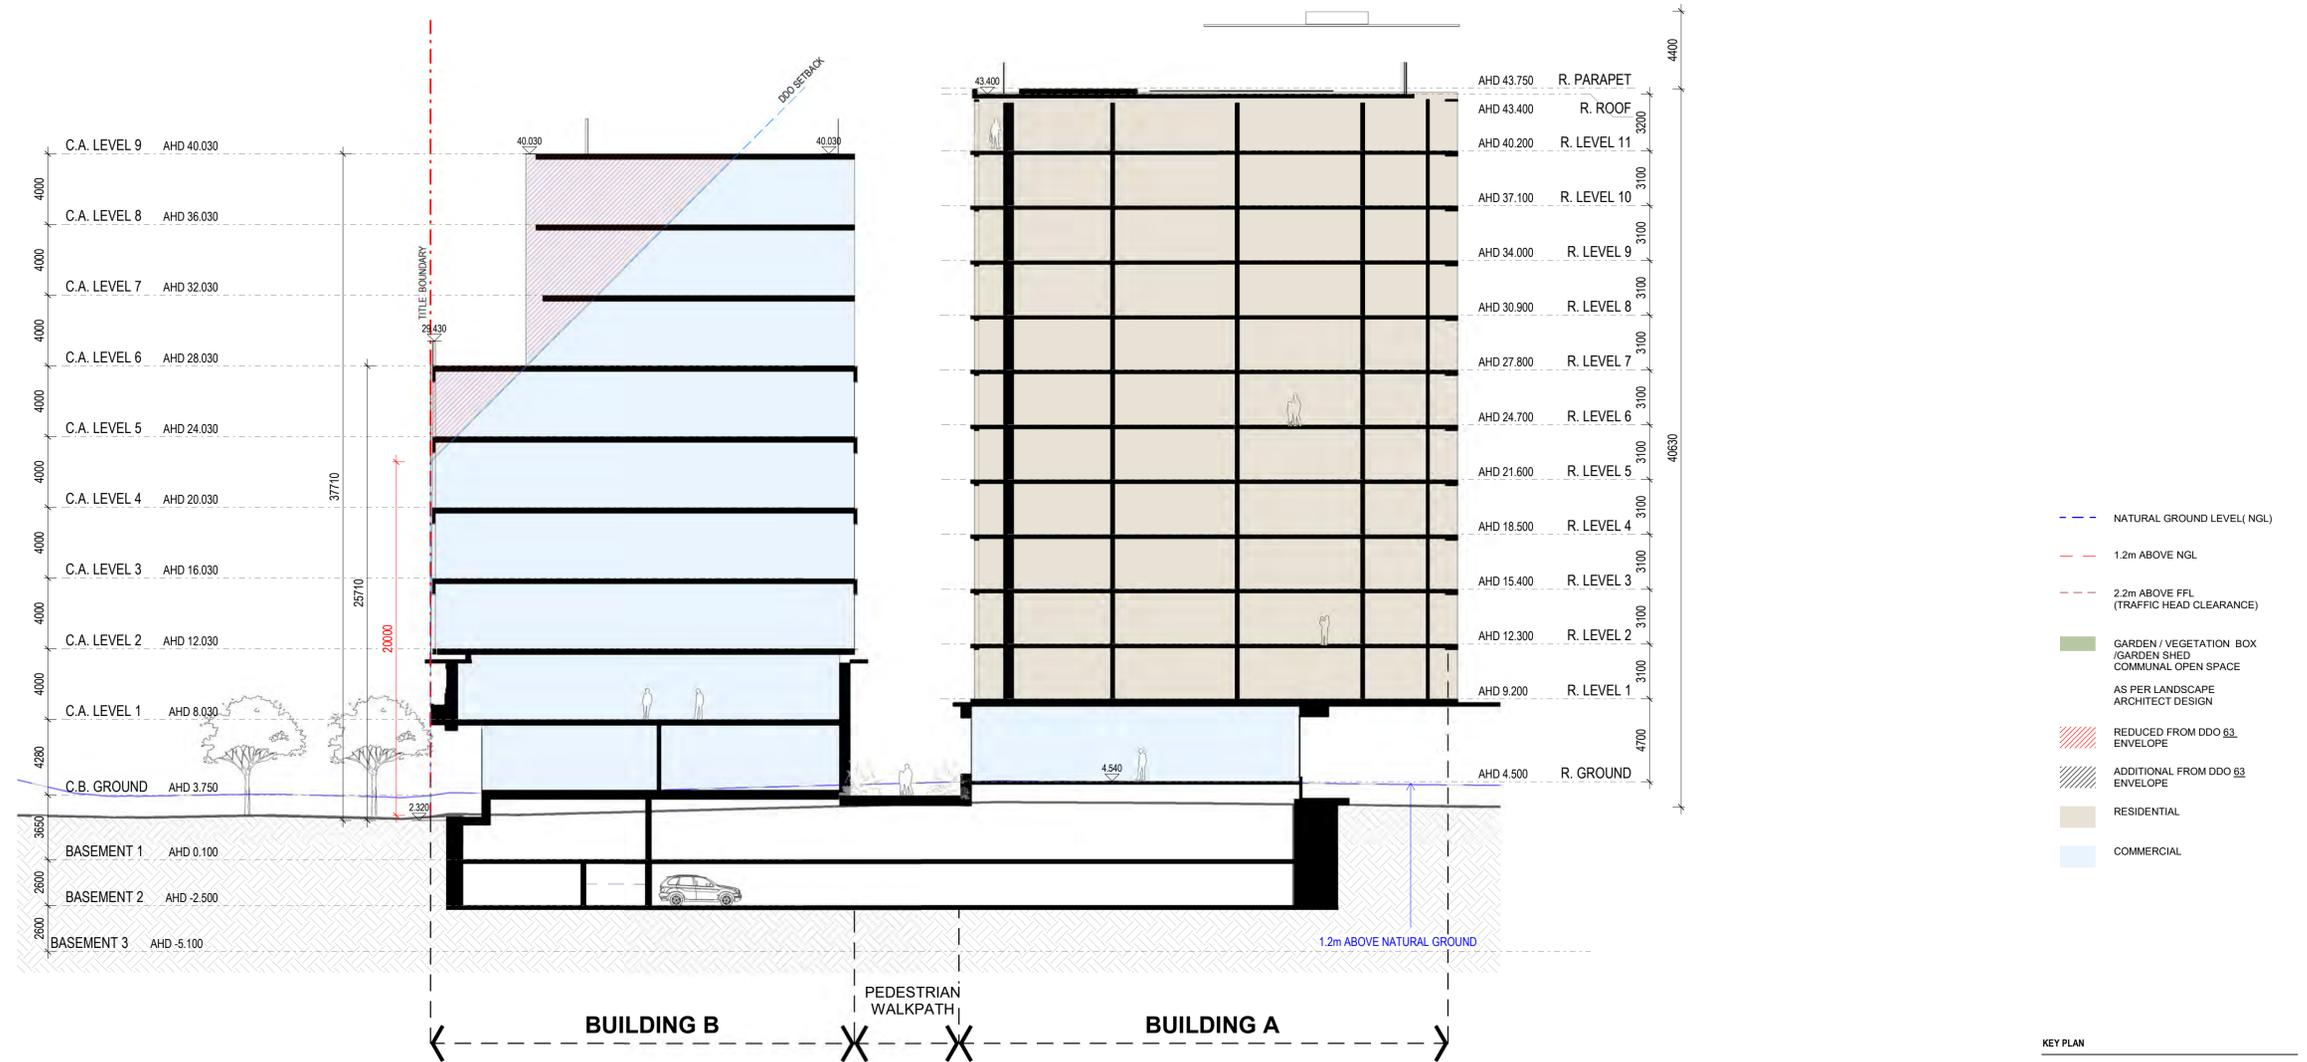 DDO SETBACK
C.A. LEVEL 9 AHD 40.030
C.A. LEVEL 8 AHD 36.030
C.A. LEVEL 7 AHD 32.030
C.A. LEVEL 6 AHD 28.030
C.A. LEVEL 5 AHD 24.030
C.A. LEVEL 4 AHD 20.030
C.A. LEVEL 3 AHD 16.030
C.A. LEVEL 2 AHD 12.030
C.A. LEVEL 1 AHD 8.030
C.B. GROUND AHD 3.750
BASEMENT 1 AHD 0.100
BASEMENT 2 AHD -2.500
BASEMENT 3 AHD -5.100
4000
4000
4000
4000
4000
4000
4000
4000
4280
3650
2600
2600
37710
25710
20000
TITLE BOUNDARY
29.430
40.030
40.030
2.320
43.400
4.540
AHD 43.750 R. PARAPET
AHD 43.400 R. ROOF
AHD 40.200 R. LEVEL 11
AHD 37.100 R. LEVEL 10
AHD 34.000 R. LEVEL 9
AHD 30.900 R. LEVEL 8
AHD 27.800 R. LEVEL 7
AHD 24.700 R. LEVEL 6
AHD 21.600 R. LEVEL 5
AHD 18.500 R. LEVEL 4
AHD 15.400 R. LEVEL 3
AHD 12.300 R. LEVEL 2
AHD 9.200 R. LEVEL 1
AHD 4.500 R. GROUND
3200
3100
3100
3100
3100
3100
3100
3100
3100
3100
3100
4700
4400
40630
1.2m ABOVE NATURAL GROUND
PEDESTRIAN
WALKPATH
BUILDING B
BUILDING A
NATURAL GROUND LEVEL( NGL)
1.2m ABOVE NGL
2.2m ABOVE FFL
(TRAFFIC HEAD CLEARANCE)
GARDEN / VEGETATION BOX
/GARDEN SHED
COMMUNAL OPEN SPACE
AS PER LANDSCAPE
ARCHITECT DESIGN
REDUCED FROM DDO 63
ENVELOPE
ADDITIONAL FROM DDO 63
ENVELOPE
RESIDENTIAL
COMMERCIAL
KEY PLAN